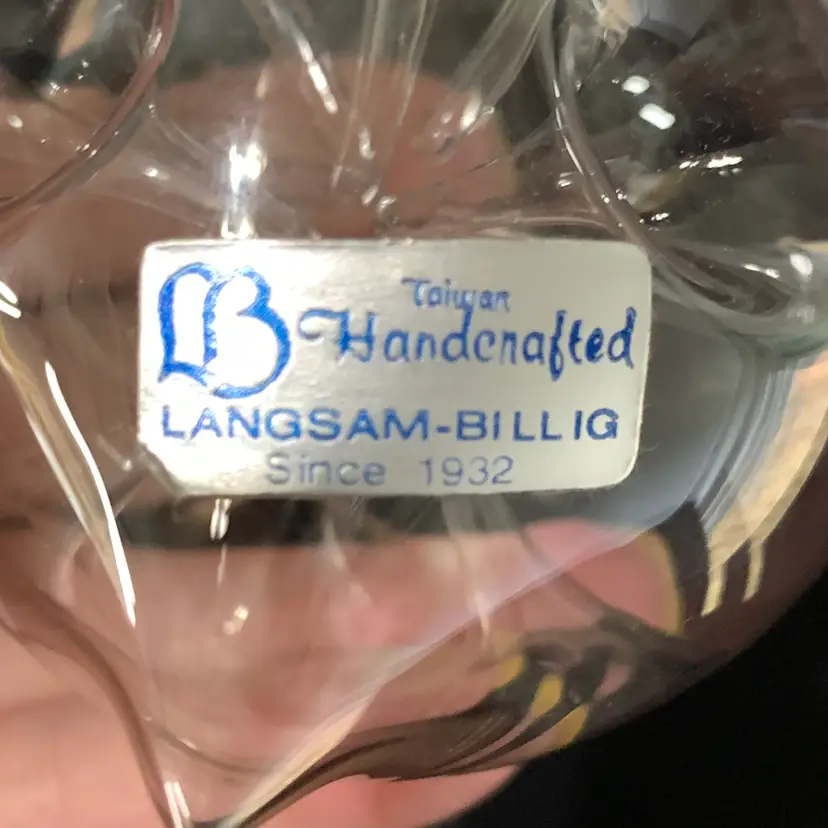 LB
Taiwan
Handcrafted
LANGSAM-BILLIG
Since 1932